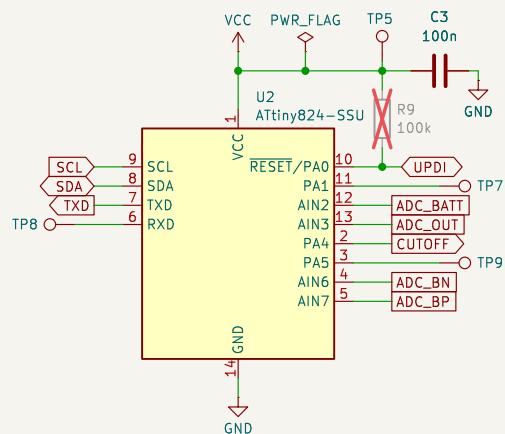 VCC PWR_FLAG TP5 C3
100n
GND
U2
ATtiny824-SSU
R9
100k
1
VCC
SCL 9 SCL RESET/PA0 10 UPDI
SDA 8 SDA PA1 11 TP7
TXD 7 TXD AIN2 12 ADC_BATT
TP8 6 RXD AIN3 13 ADC_OUT
PA4 2 CUTOFF
PA5 3 TP9
AIN6 4 ADC_BN
AIN7 5 ADC_BP
GND
14
GND